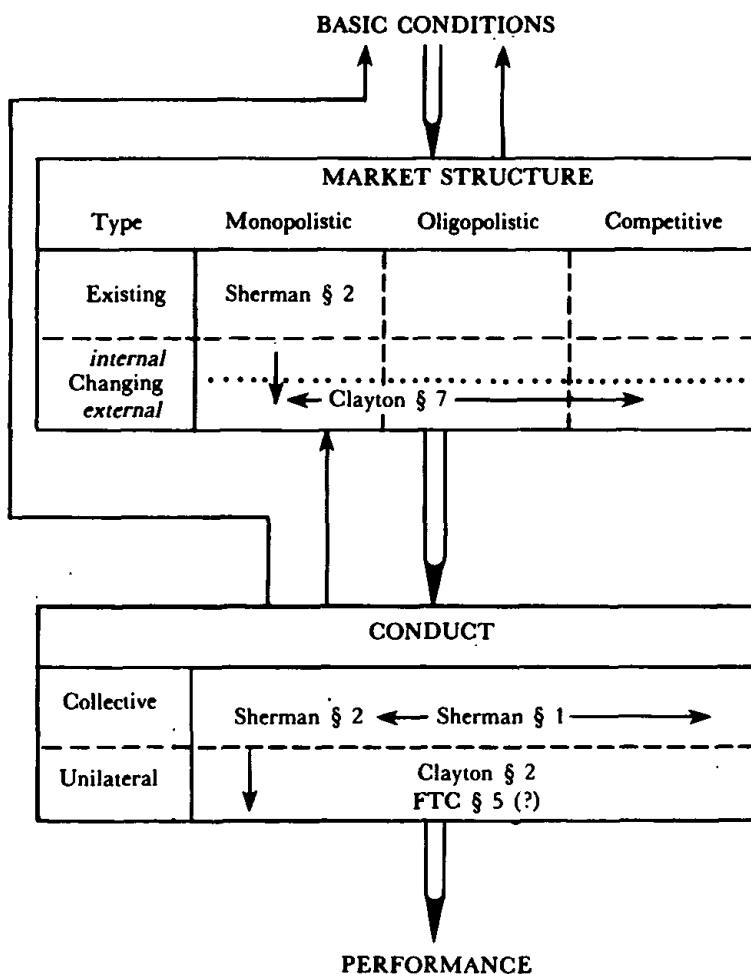 BASIC CONDITIONS
MARKET STRUCTURE
Type Monopolistic Oligopolistic Competitive
Existing Sherman § 2
internal
Changing
external Clayton § 7
CONDUCT
Collective Sherman § 2 Sherman § 1
Unilateral Clayton § 2
FTC § 5 (?)
PERFORMANCE